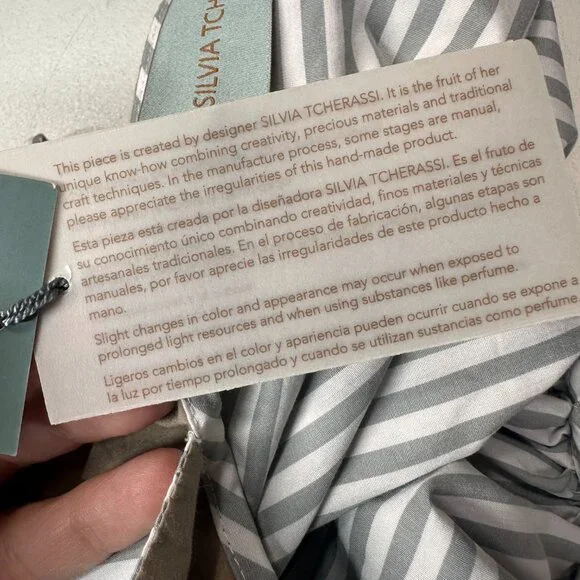 SILVIA TCHERASSI
This piece is created by designer SILVIA TCHERASSI. It is the fruit of her
unique know-how combining creativity, precious materials and traditional
craft techniques. In the manufacture process, some stages are manual,
please appreciate the irregularities of this hand-made product.
Esta pieza está creada por la diseñadora SILVIA TCHERASSI. Es el fruto de
su conocimiento único combinando creatividad, finos materiales y técnicas
artesanales tradicionales. En el proceso de fabricación, algunas etapas son
manuales, por favor aprecie las irregularidades de este producto hecho a
mano.
Slight changes in color and appearance may occur when exposed to
prolonged light resources and when using substances like perfume.
Ligeros cambios en el color y apariencia pueden ocurrir cuando se expone a
la luz por tiempo prolongado y cuando se utilizan sustancias como perfume